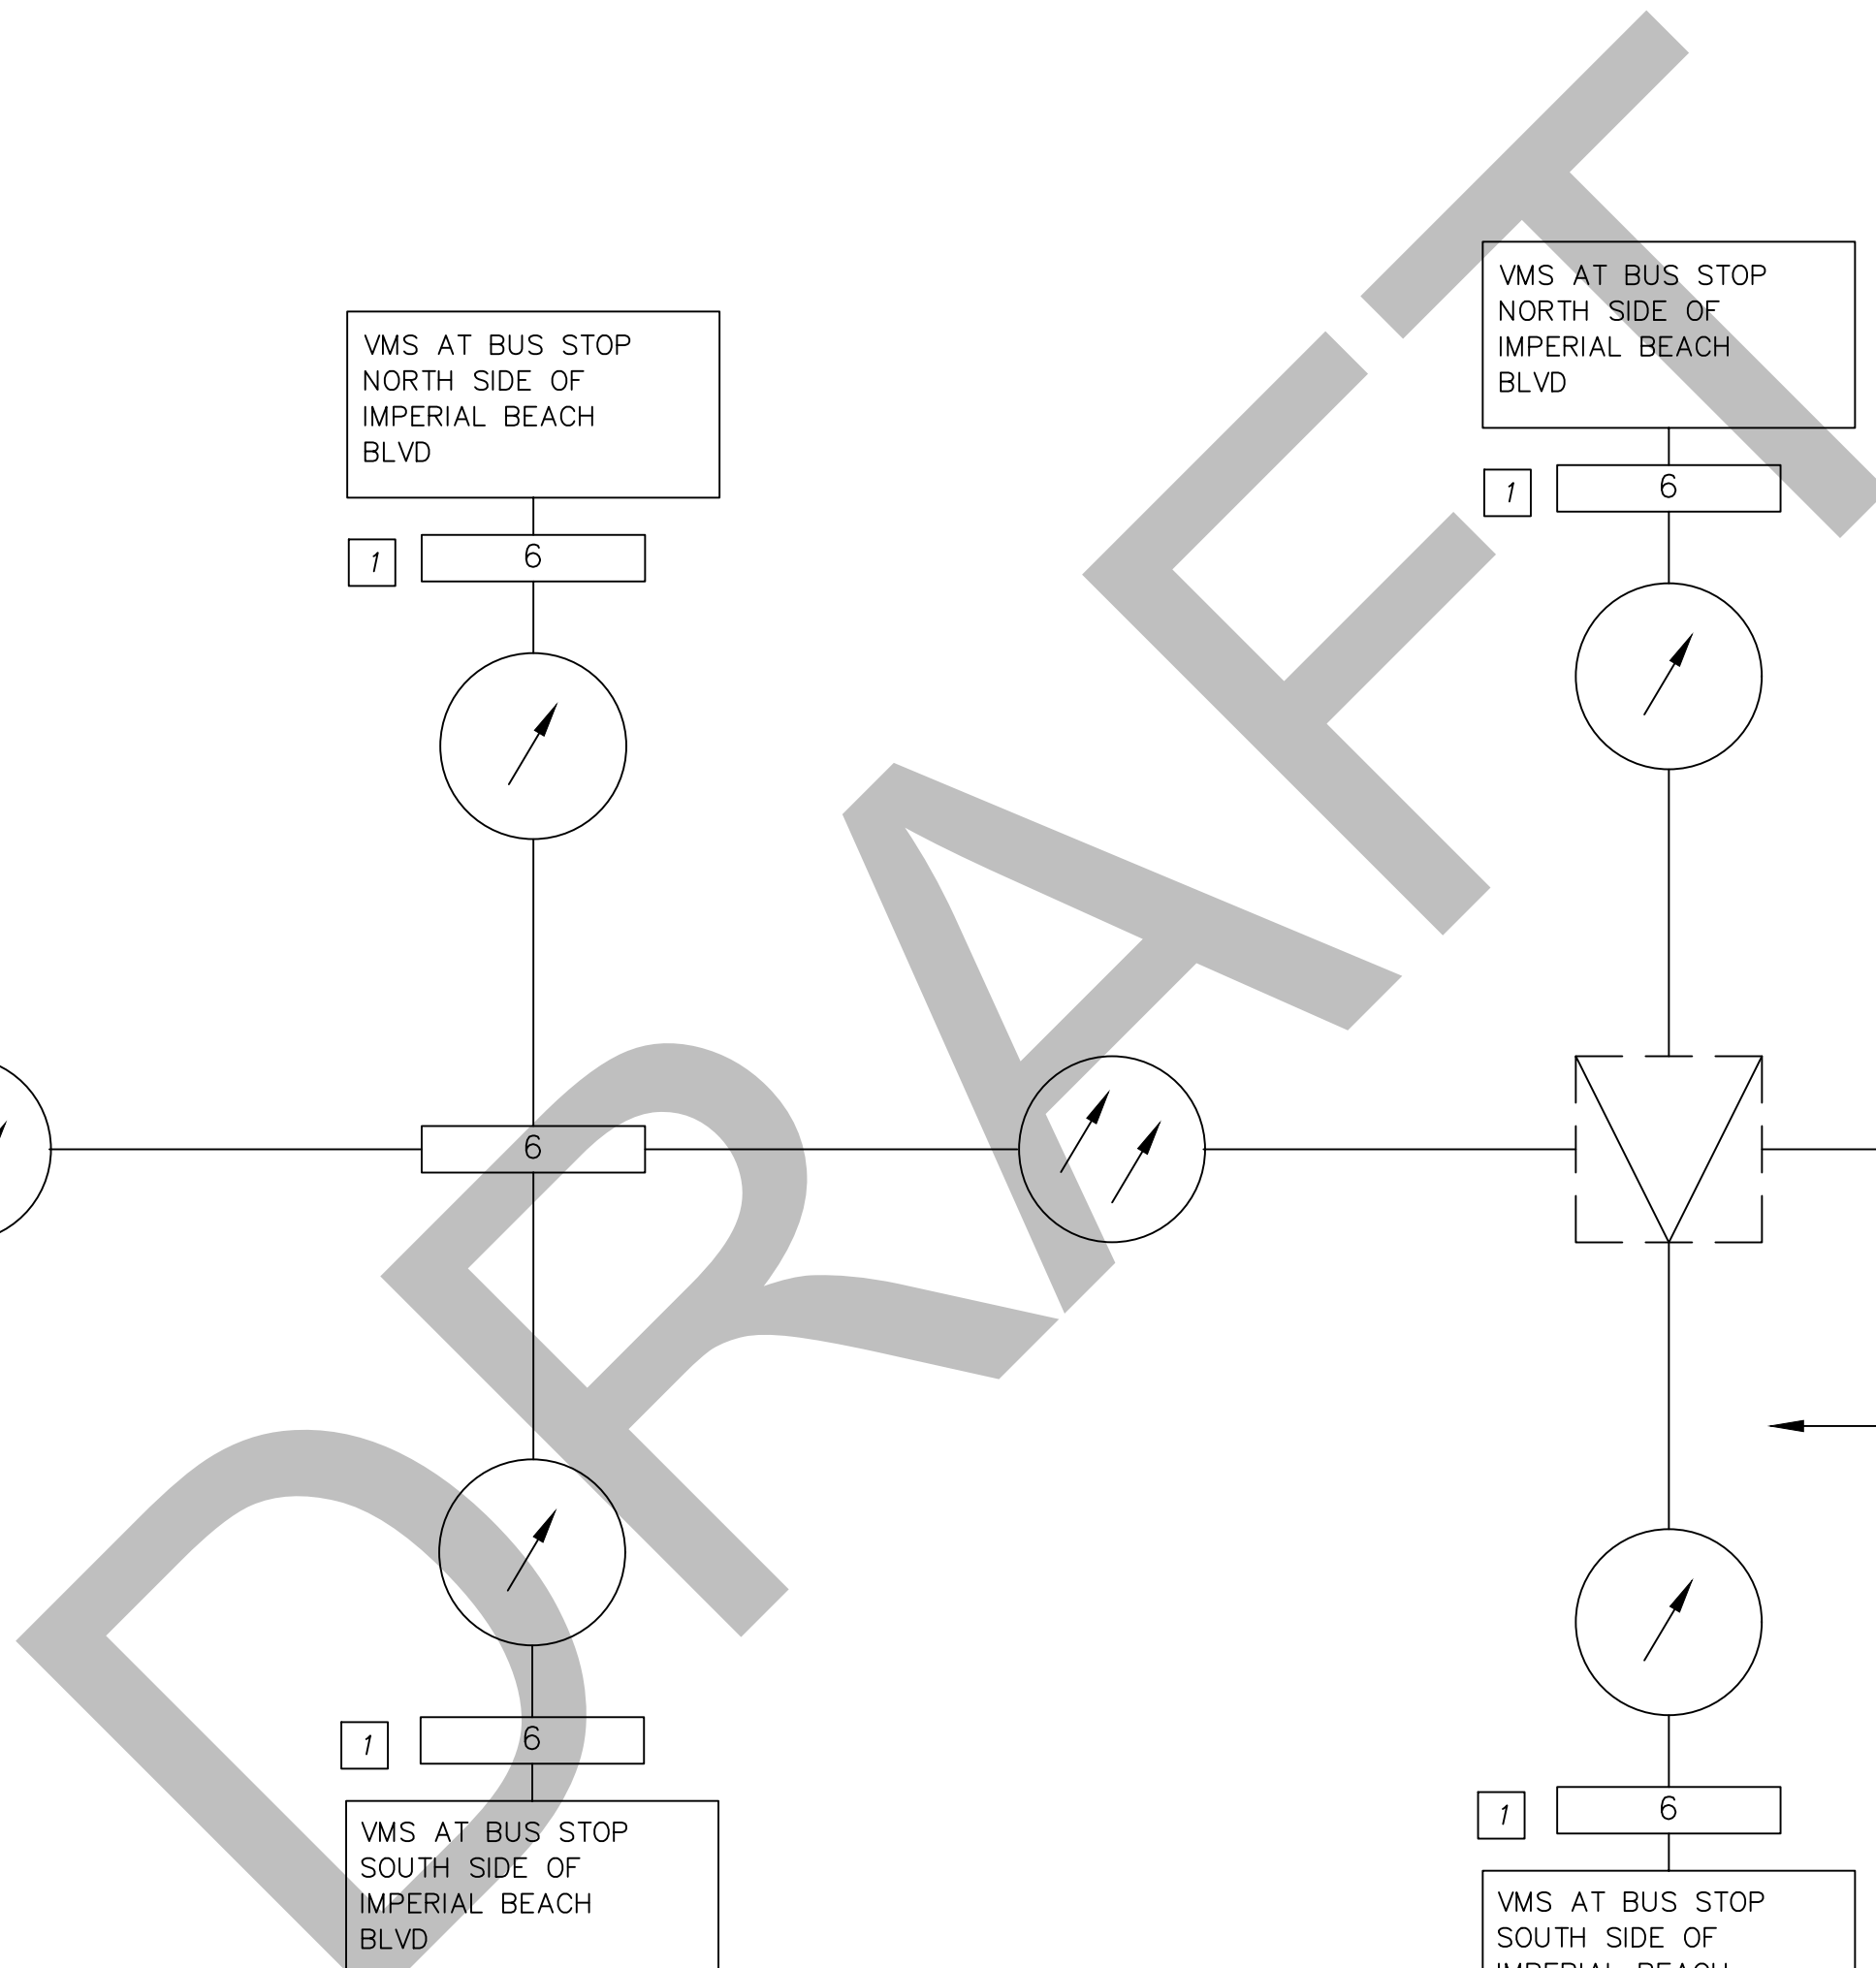 VMS AT BUS STOP
NORTH SIDE OF
IMPERIAL BEACH
BLVD
1
6
VMS AT BUS STOP
NORTH SIDE OF
IMPERIAL BEACH
BLVD
1
6
6
1
6
VMS AT BUS STOP
SOUTH SIDE OF
IMPERIAL BEACH
BLVD
1
6
VMS AT BUS STOP
SOUTH SIDE OF
IMPERIAL BEACH
DRAFT